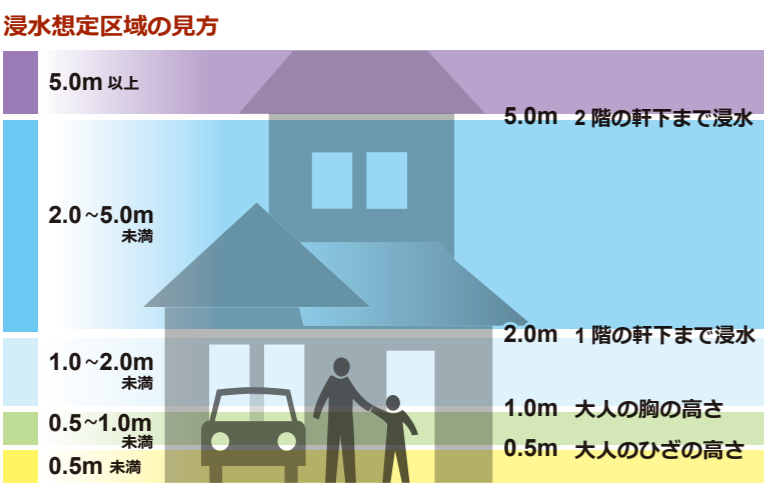 浸水想定区域の見方
5.0m 以上
5.0m 2階の軒下まで浸水
2.0~5.0m
未満
2.0m 1階の軒下まで浸水
1.0~2.0m
未満
1.0m 大人の胸の高さ
0.5~1.0m
未満
0.5m 大人のひざの高さ
0.5m 未満